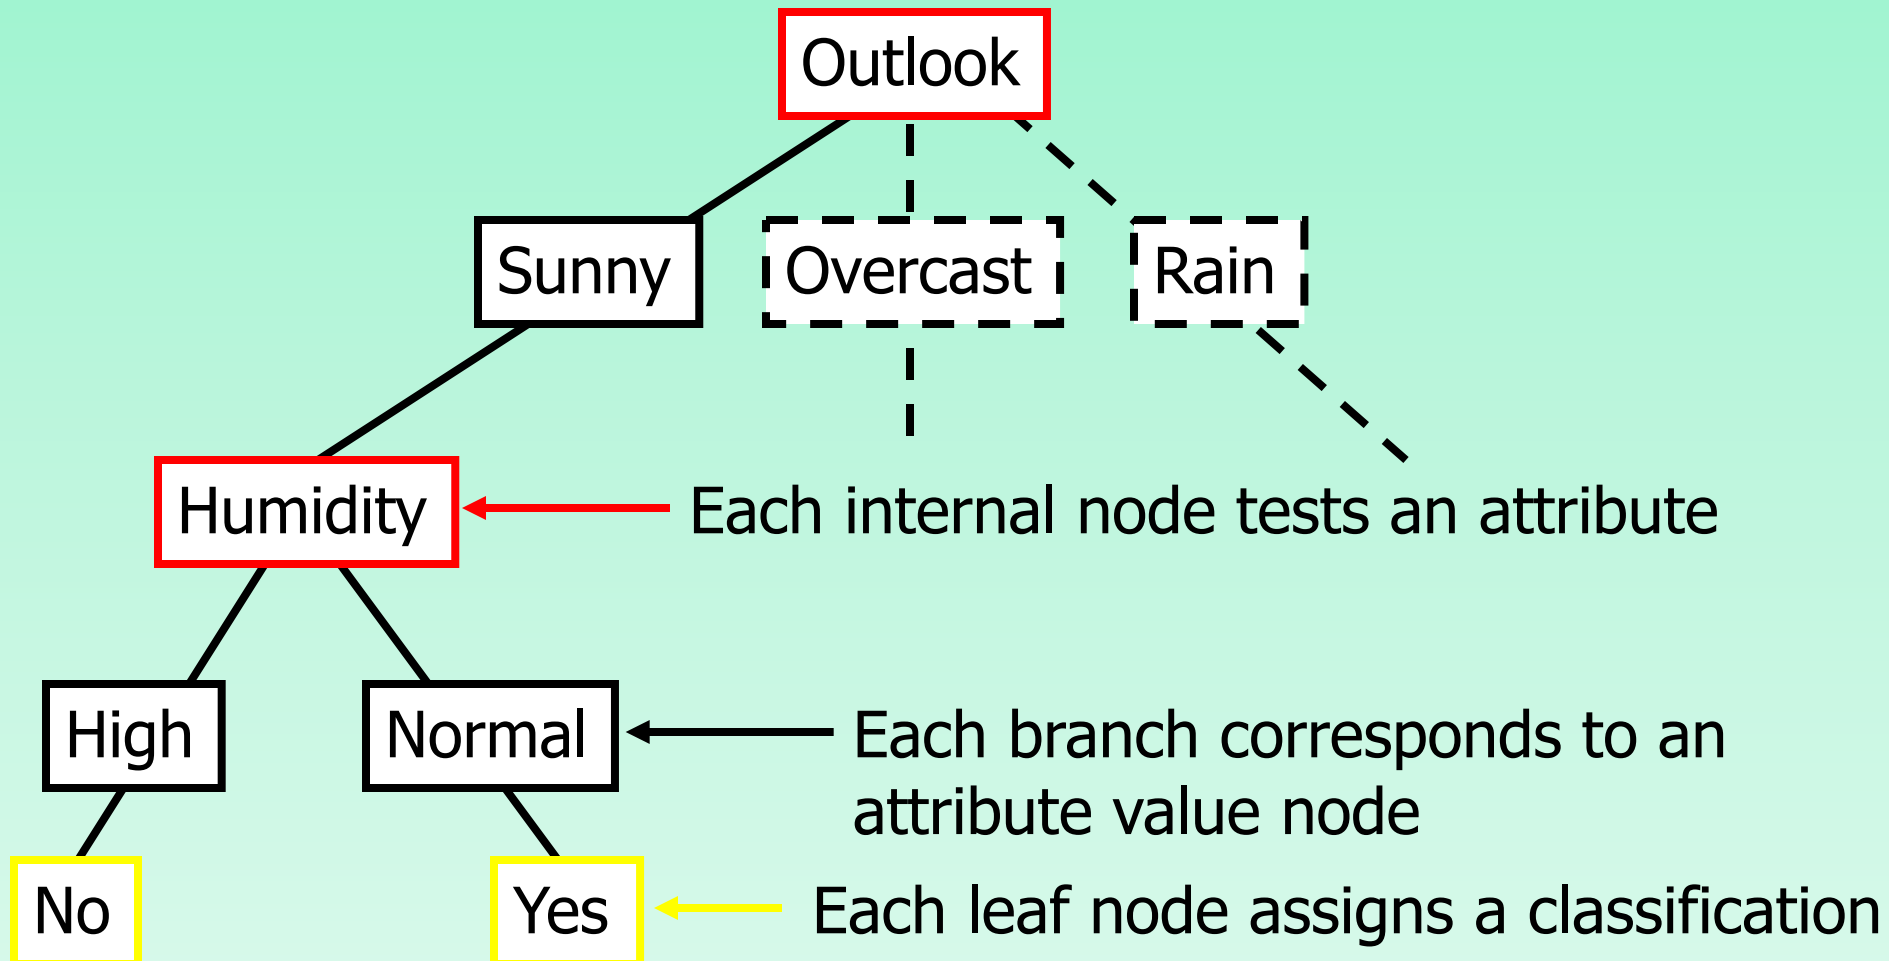 Outlook
Sunny
Overcast
Rain
Humidity
Each internal node tests an attribute
High
Normal
Each branch corresponds to an
attribute value node
No
Yes
Each leaf node assigns a classification